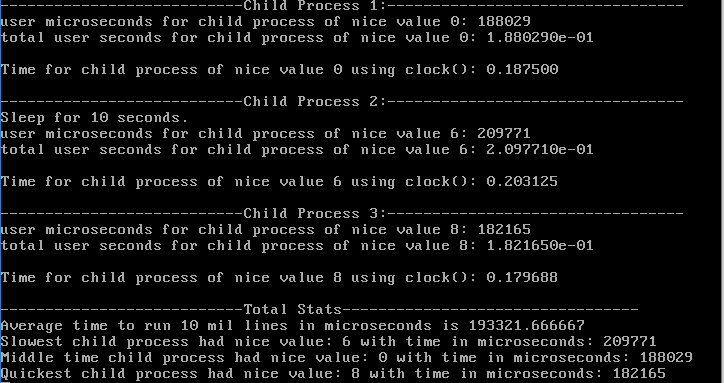 ---------------------------Child Process 1:---------------------------------
user microseconds for child process of nice value 0: 188029
total user seconds for child process of nice value 0: 1.880290e-01
Time for child process of nice value 0 using clock(): 0.187500
---------------------------Child Process 2:---------------------------------
Sleep for 10 seconds.
user microseconds for child process of nice value 6: 209771
total user seconds for child process of nice value 6: 2.097710e-01
Time for child process of nice value 6 using clock(): 0.203125
---------------------------Child Process 3:---------------------------------
user microseconds for child process of nice value 8: 182165
total user seconds for child process of nice value 8: 1.821650e-01
Time for child process of nice value 8 using clock(): 0.179688
---------------------------Total Stats---------------------------------
Average time to run 10 mil lines in microseconds is 193321.666667
Slowest child process had nice value: 6 with time in microseconds: 209771
Middle time child process had nice value: 0 with time in microseconds: 188029
Quickest child process had nice value: 8 with time in microseconds: 182165